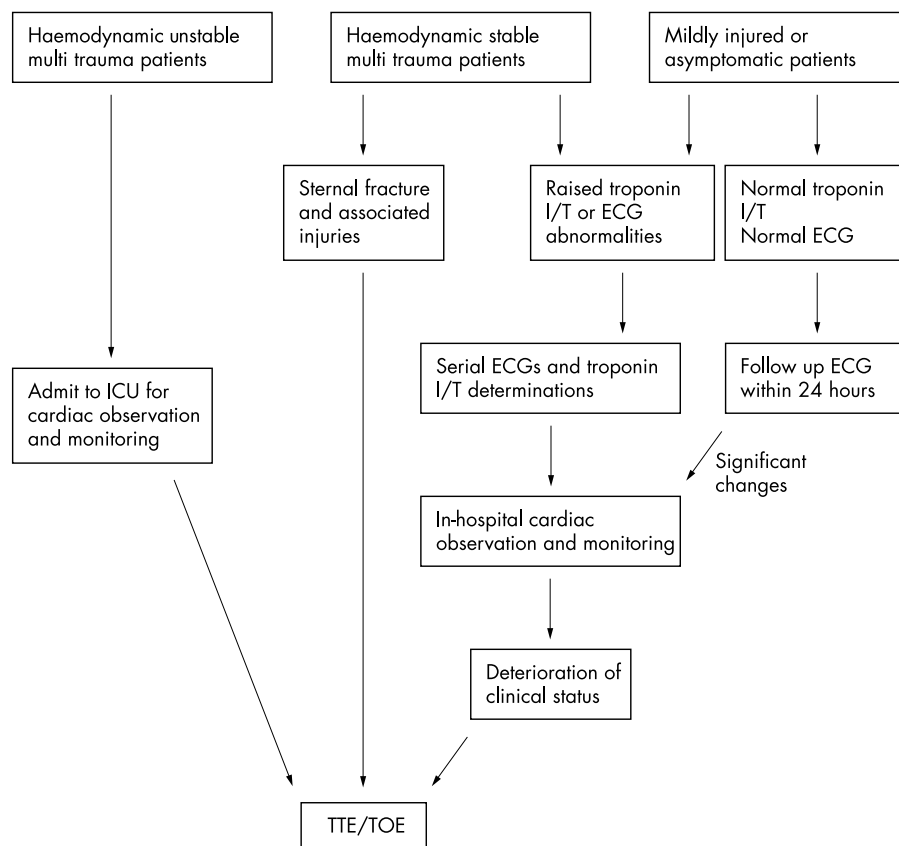 Haemodynamic unstable
multi trauma patients
Haemodynamic stable
multi trauma patients
Mildly injured or
asymptomatic patients
Sternal fracture
and associated
injuries
Raised troponin
I/T or ECG
abnormalities
Normal troponin
I/T
Normal ECG
Serial ECGs and troponin
I/T determinations
Follow up ECG
within 24 hours
Admit to ICU for
cardiac observation
and monitoring
Significant
changes
In-hospital cardiac
observation and monitoring
Deterioration of
clinical status
TTE/TOE